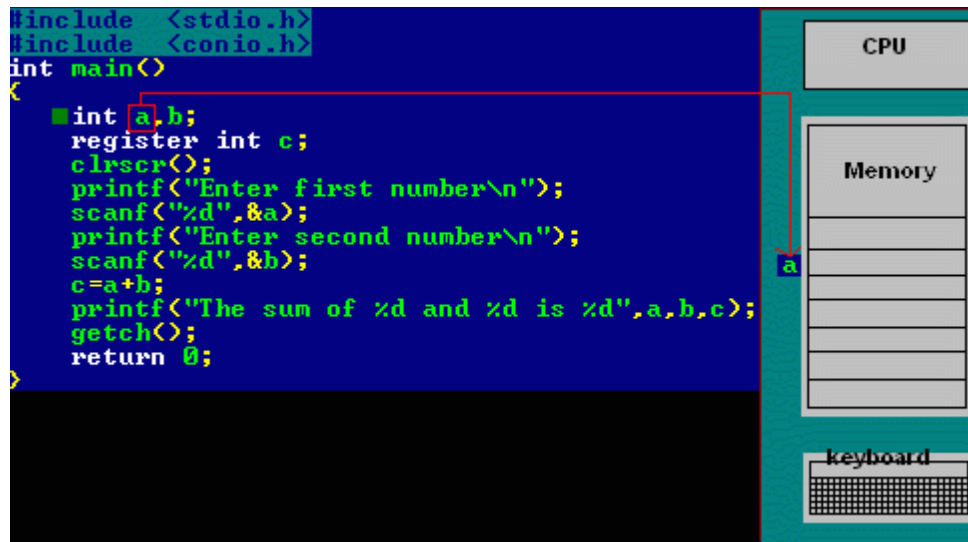 #include <stdio.h>
#include <conio.h>
int main()
{
int a,b;
register int c;
clrscr();
printf("Enter first number\n");
scanf("%d",&a);
printf("Enter second number\n");
scanf("%d",&b);
c=a+b;
printf("The sum of %d and %d is %d",a,b,c);
getch();
return 0;
}
CPU
Memory
a
keyboard